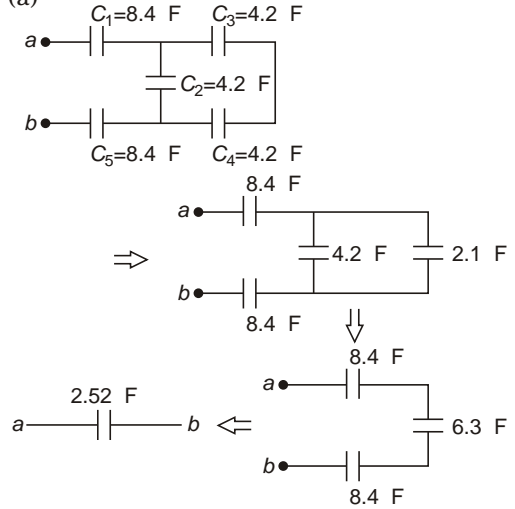 (a)
C₁=8.4 F C₃=4.2 F
a
C₂=4.2 F
b
C₅=8.4 F C₄=4.2 F
8.4 F
a
⇒ 4.2 F 2.1 F
b
8.4 F
⇓
8.4 F
2.52 F a
a b ⇐ 6.3 F
b
8.4 F